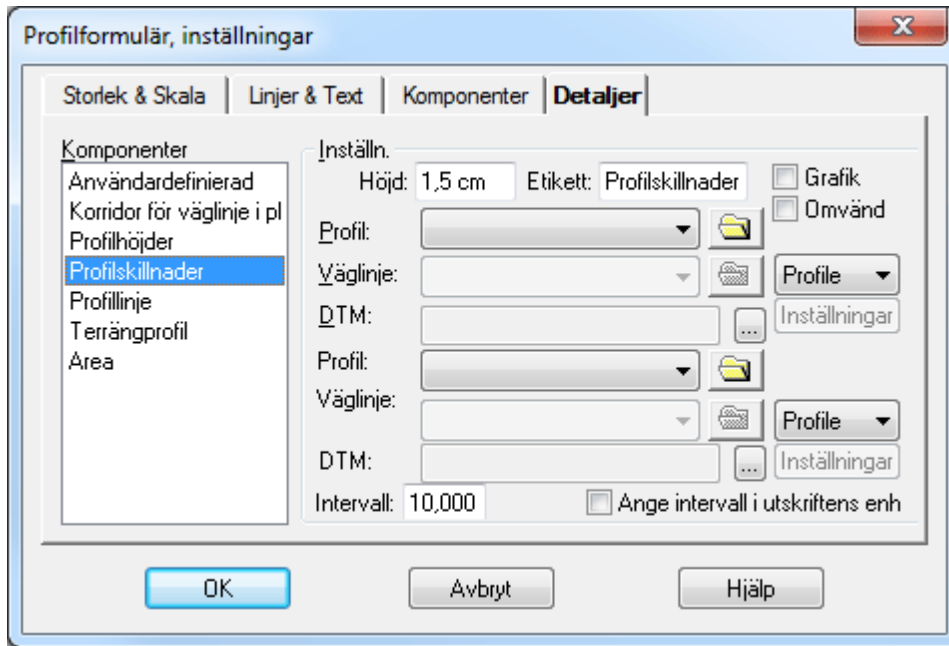 Profilformulär, inställningar
Storlek & Skala
Linjer & Text
Komponenter
Detaljer
Komponenter
Användardefinierad
Korridor för väglinje i pl
Profilhöjder
Profilskillnader
Profillinje
Terrängprofil
Area
Inställn.
Höjd: 1,5 cm
Etikett: Profilskillnader
Grafik
Omvänd
Profil:
Väglinje:
Profile
DTM:
...
Inställningar
Profil:
Väglinje:
Profile
DTM:
...
Inställningar
Intervall: 10,000
Ange intervall i utskriftens enh
OK
Avbryt
Hjälp